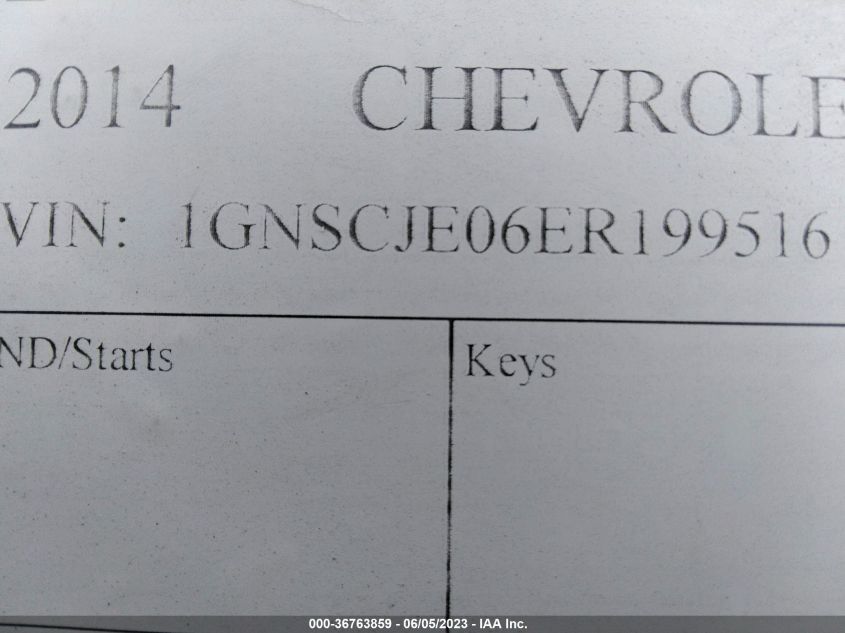 2014 CHEVROLE
VIN: 1GNSCJE06ER199516
ND/Starts Keys
000-36763859 - 06/05/2023 - IAA Inc.